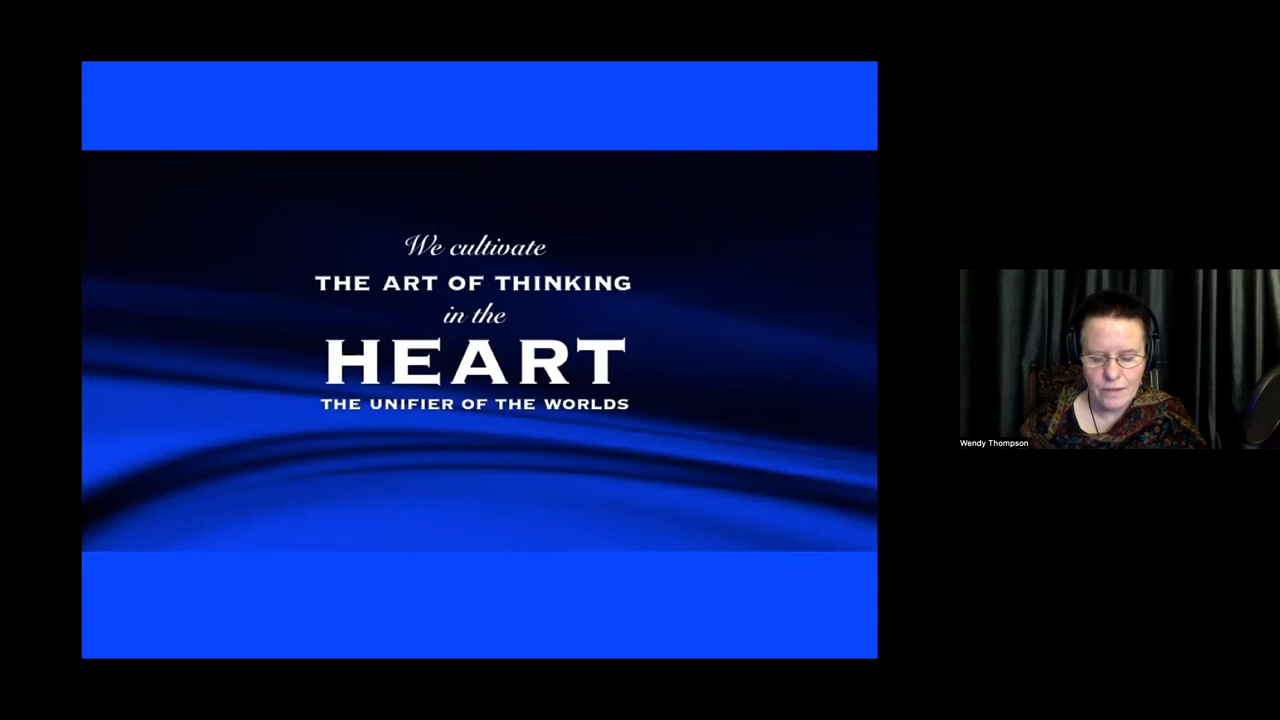 We cultivate
THE ART OF THINKING
in the
HEART
THE UNIFIER OF THE WORLDS
Wendy Thompson